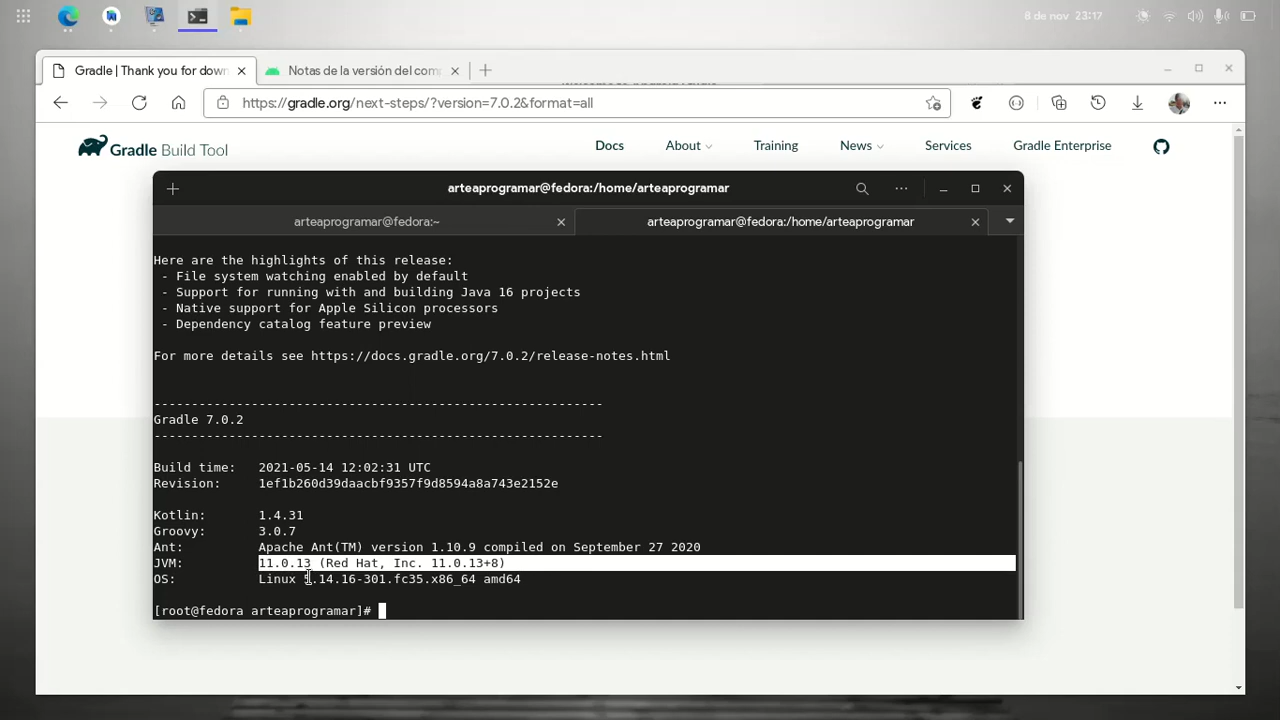 8 de nov 23:17
Gradle | Thank you for down
Notas de la versión del com
https://gradle.org/next-steps/?version=7.0.2&format=all
Gradle Build Tool
Docs
About
Training
News
Services
Gradle Enterprise
arteaprogramar@fedora:/home/arteaprogramar
arteaprogramar@fedora:~
arteaprogramar@fedora:/home/arteaprogramar
Here are the highlights of this release:
- File system watching enabled by default
- Support for running with and building Java 16 projects
- Native support for Apple Silicon processors
- Dependency catalog feature preview
For more details see https://docs.gradle.org/7.0.2/release-notes.html
------------------------------------------------------------
Gradle 7.0.2
------------------------------------------------------------
Build time: 2021-05-14 12:02:31 UTC
Revision: 1ef1b260d39daacbf9357f9d8594a8a743e2152e
Kotlin: 1.4.31
Groovy: 3.0.7
Ant: Apache Ant(TM) version 1.10.9 compiled on September 27 2020
JVM: 11.0.13 (Red Hat, Inc. 11.0.13+8)
OS: Linux 5.14.16-301.fc35.x86_64 amd64
[root@fedora arteaprogramar]#